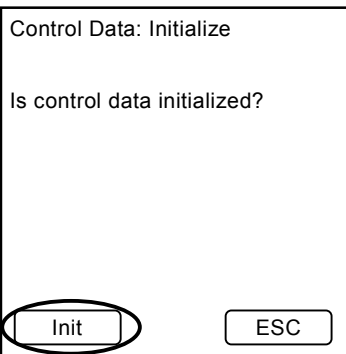 Control Data: Initialize
Is control data initialized?
Init ESC